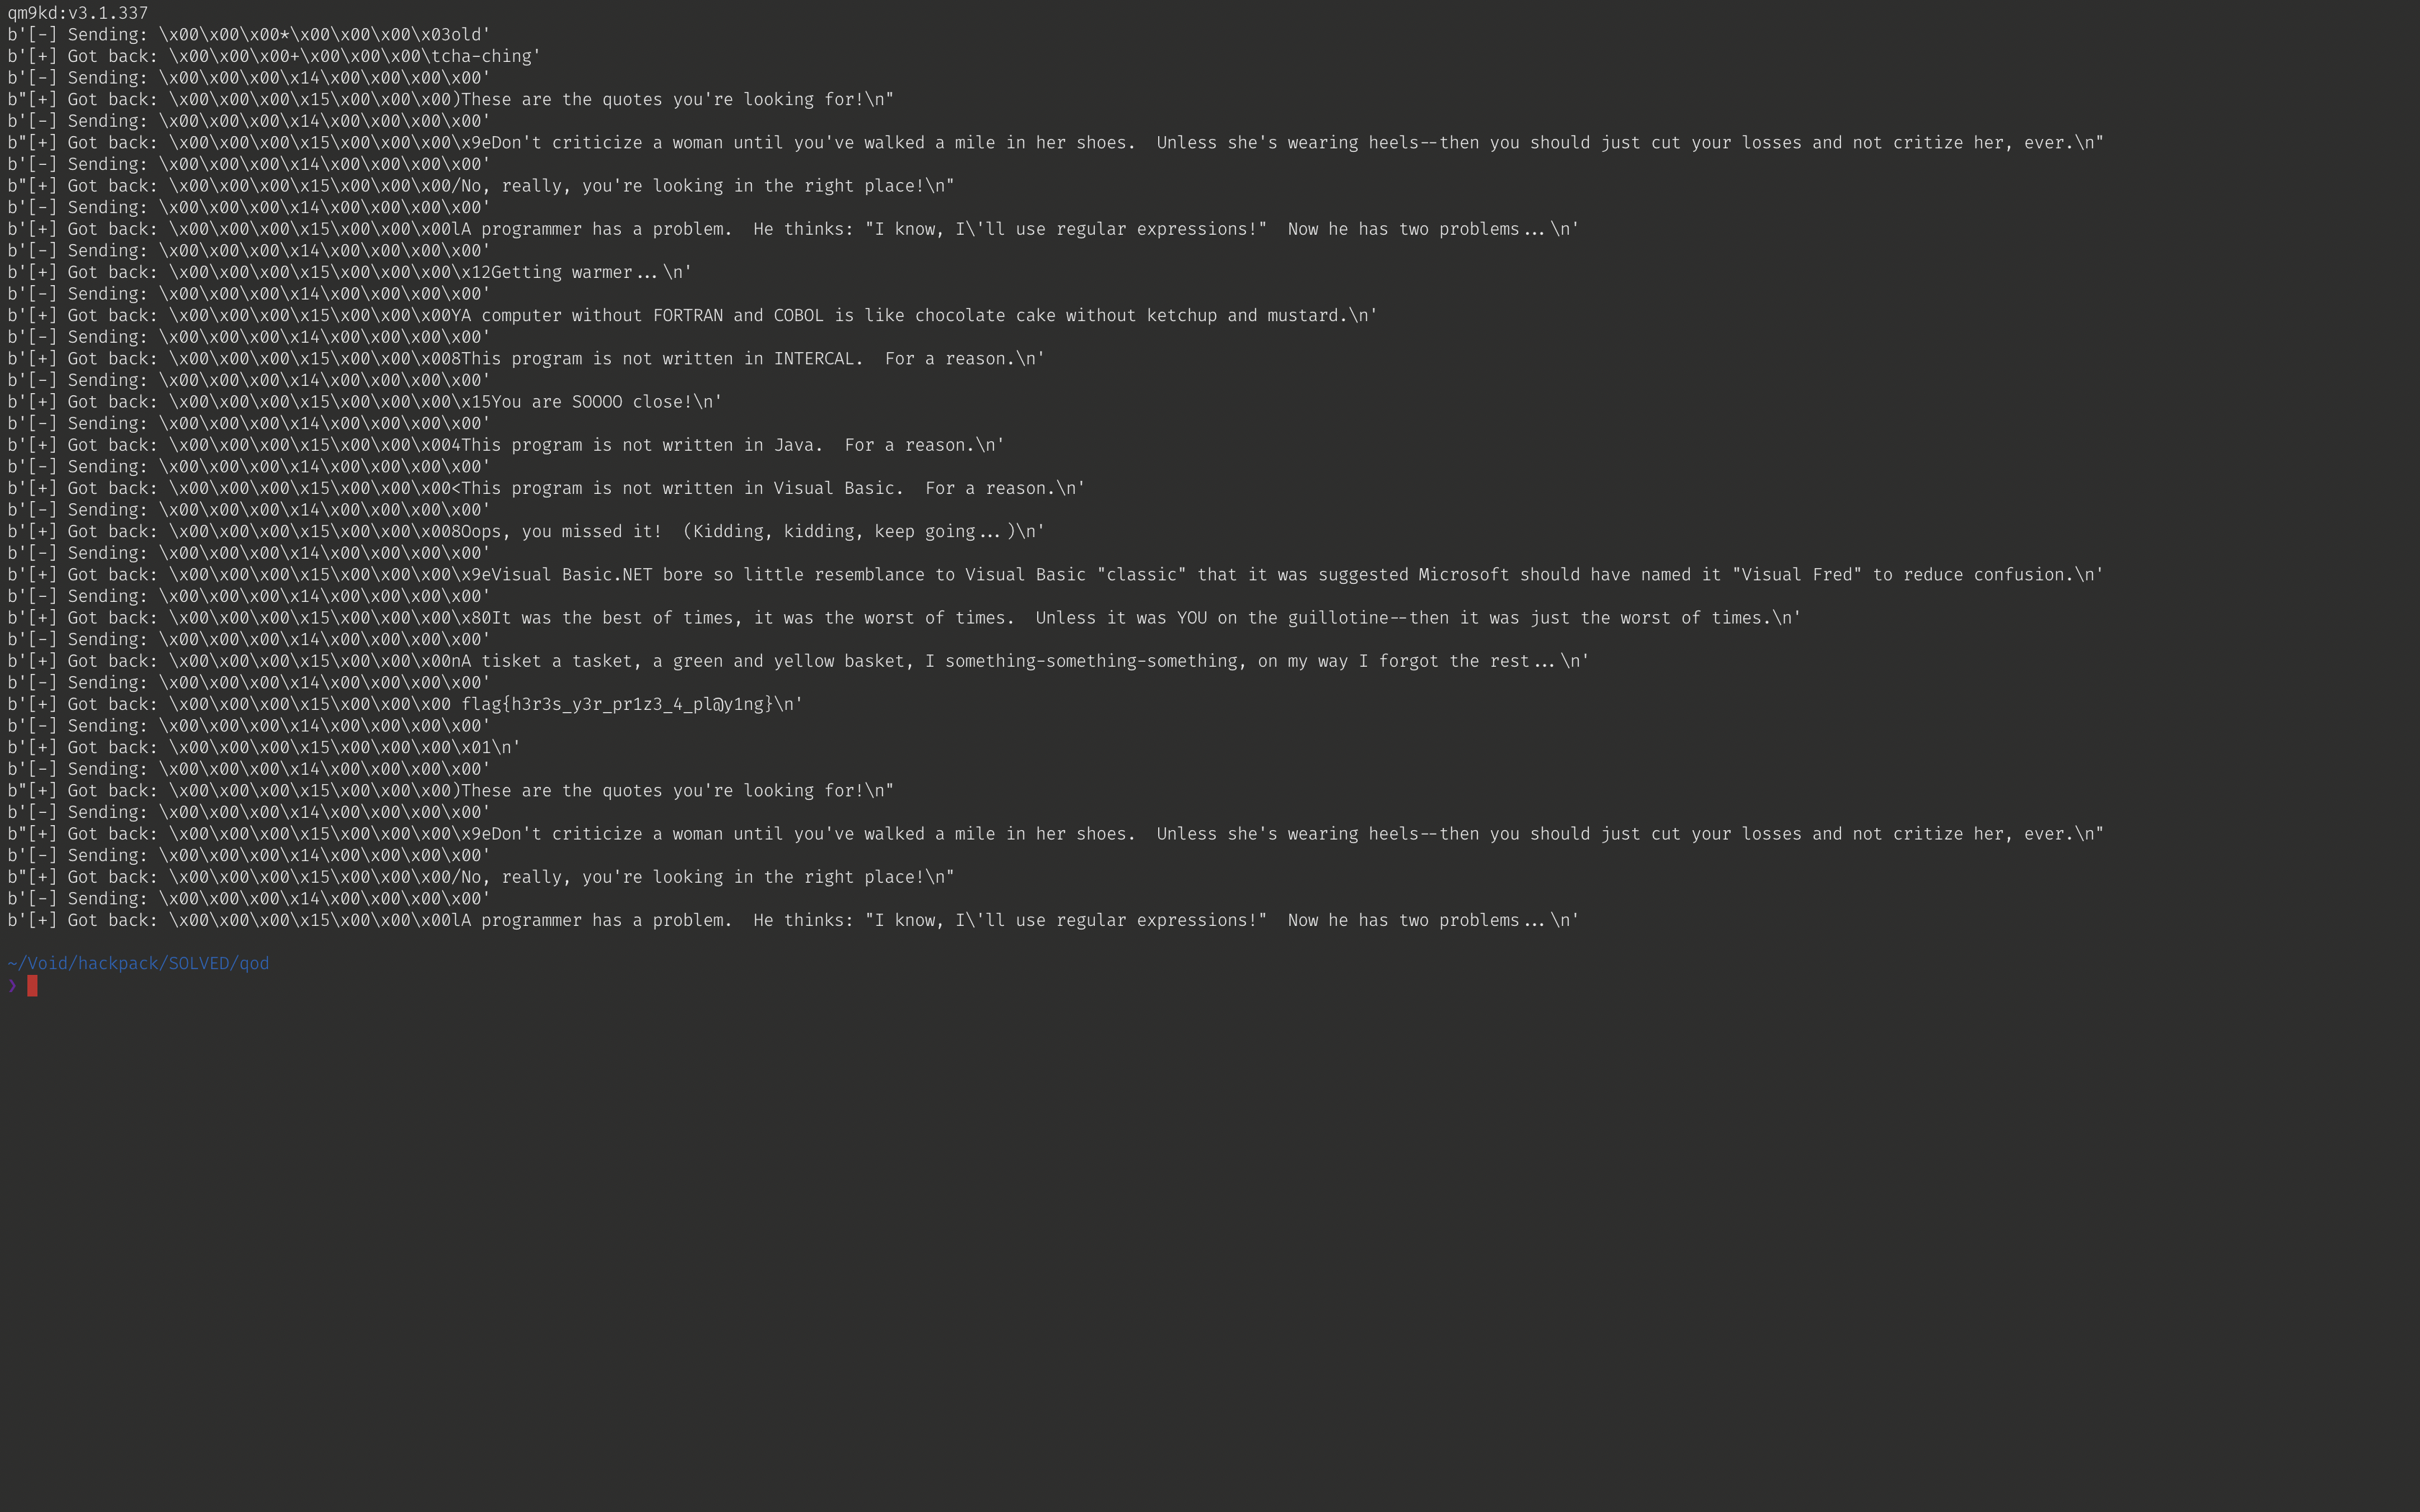 qm9kd:v3.1.337
b'[-] Sending: \x00\x00\x00*\x00\x00\x00\x03old'
b'[+] Got back: \x00\x00\x00+\x00\x00\x00\tcha-ching'
b'[-] Sending: \x00\x00\x00\x14\x00\x00\x00\x00'
b"[+] Got back: \x00\x00\x00\x15\x00\x00\x00)These are the quotes you're looking for!\n"
b'[-] Sending: \x00\x00\x00\x14\x00\x00\x00\x00'
b"[+] Got back: \x00\x00\x00\x15\x00\x00\x00\x9eDon't criticize a woman until you've walked a mile in her shoes.  Unless she's wearing heels--then you should just cut your losses and not critize her, ever.\n"
b'[-] Sending: \x00\x00\x00\x14\x00\x00\x00\x00'
b"[+] Got back: \x00\x00\x00\x15\x00\x00\x00/No, really, you're looking in the right place!\n"
b'[-] Sending: \x00\x00\x00\x14\x00\x00\x00\x00'
b'[+] Got back: \x00\x00\x00\x15\x00\x00\x00lA programmer has a problem.  He thinks: "I know, I\'ll use regular expressions!"  Now he has two problems...\n'
b'[-] Sending: \x00\x00\x00\x14\x00\x00\x00\x00'
b'[+] Got back: \x00\x00\x00\x15\x00\x00\x00\x12Getting warmer...\n'
b'[-] Sending: \x00\x00\x00\x14\x00\x00\x00\x00'
b'[+] Got back: \x00\x00\x00\x15\x00\x00\x00YA computer without FORTRAN and COBOL is like chocolate cake without ketchup and mustard.\n'
b'[-] Sending: \x00\x00\x00\x14\x00\x00\x00\x00'
b'[+] Got back: \x00\x00\x00\x15\x00\x00\x008This program is not written in INTERCAL.  For a reason.\n'
b'[-] Sending: \x00\x00\x00\x14\x00\x00\x00\x00'
b'[+] Got back: \x00\x00\x00\x15\x00\x00\x00\x15You are SOOOO close!\n'
b'[-] Sending: \x00\x00\x00\x14\x00\x00\x00\x00'
b'[+] Got back: \x00\x00\x00\x15\x00\x00\x004This program is not written in Java.  For a reason.\n'
b'[-] Sending: \x00\x00\x00\x14\x00\x00\x00\x00'
b'[+] Got back: \x00\x00\x00\x15\x00\x00\x00<This program is not written in Visual Basic.  For a reason.\n'
b'[-] Sending: \x00\x00\x00\x14\x00\x00\x00\x00'
b'[+] Got back: \x00\x00\x00\x15\x00\x00\x008Oops, you missed it!  (Kidding, kidding, keep going...)\n'
b'[-] Sending: \x00\x00\x00\x14\x00\x00\x00\x00'
b'[+] Got back: \x00\x00\x00\x15\x00\x00\x00\x9eVisual Basic.NET bore so little resemblance to Visual Basic "classic" that it was suggested Microsoft should have named it "Visual Fred" to reduce confusion.\n'
b'[-] Sending: \x00\x00\x00\x14\x00\x00\x00\x00'
b'[+] Got back: \x00\x00\x00\x15\x00\x00\x00\x80It was the best of times, it was the worst of times.  Unless it was YOU on the guillotine--then it was just the worst of times.\n'
b'[-] Sending: \x00\x00\x00\x14\x00\x00\x00\x00'
b'[+] Got back: \x00\x00\x00\x15\x00\x00\x00nA tisket a tasket, a green and yellow basket, I something-something-something, on my way I forgot the rest...\n'
b'[-] Sending: \x00\x00\x00\x14\x00\x00\x00\x00'
b'[+] Got back: \x00\x00\x00\x15\x00\x00\x00 flag{h3r3s_y3r_pr1z3_4_pl@y1ng}\n'
b'[-] Sending: \x00\x00\x00\x14\x00\x00\x00\x00'
b'[+] Got back: \x00\x00\x00\x15\x00\x00\x00\x01\n'
b'[-] Sending: \x00\x00\x00\x14\x00\x00\x00\x00'
b"[+] Got back: \x00\x00\x00\x15\x00\x00\x00)These are the quotes you're looking for!\n"
b'[-] Sending: \x00\x00\x00\x14\x00\x00\x00\x00'
b"[+] Got back: \x00\x00\x00\x15\x00\x00\x00\x9eDon't criticize a woman until you've walked a mile in her shoes.  Unless she's wearing heels--then you should just cut your losses and not critize her, ever.\n"
b'[-] Sending: \x00\x00\x00\x14\x00\x00\x00\x00'
b"[+] Got back: \x00\x00\x00\x15\x00\x00\x00/No, really, you're looking in the right place!\n"
b'[-] Sending: \x00\x00\x00\x14\x00\x00\x00\x00'
b'[+] Got back: \x00\x00\x00\x15\x00\x00\x00lA programmer has a problem.  He thinks: "I know, I\'ll use regular expressions!"  Now he has two problems...\n'
~/Void/hackpack/SOLVED/qod
❯